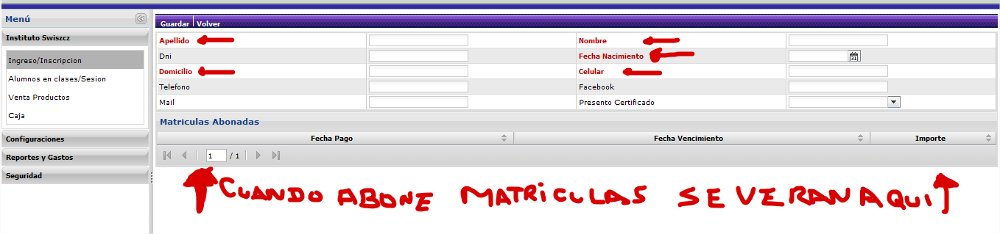 Menú
Guardar Volver
Instituto Swiszcz
Ingreso/Inscripcion
Alumnos en clases/Sesion
Venta Productos
Caja
Configuraciones
Reportes y Gastos
Seguridad
Apellido Nombre
Dni Fecha Nacimiento 31
Domicilio Celular
Telefono Facebook
Mail Presento Certificado
Matriculas Abonadas
Fecha Pago Fecha Vencimiento Importe
1 / 1
CUANDO ABONE MATRICULAS SE VERAN AQUI